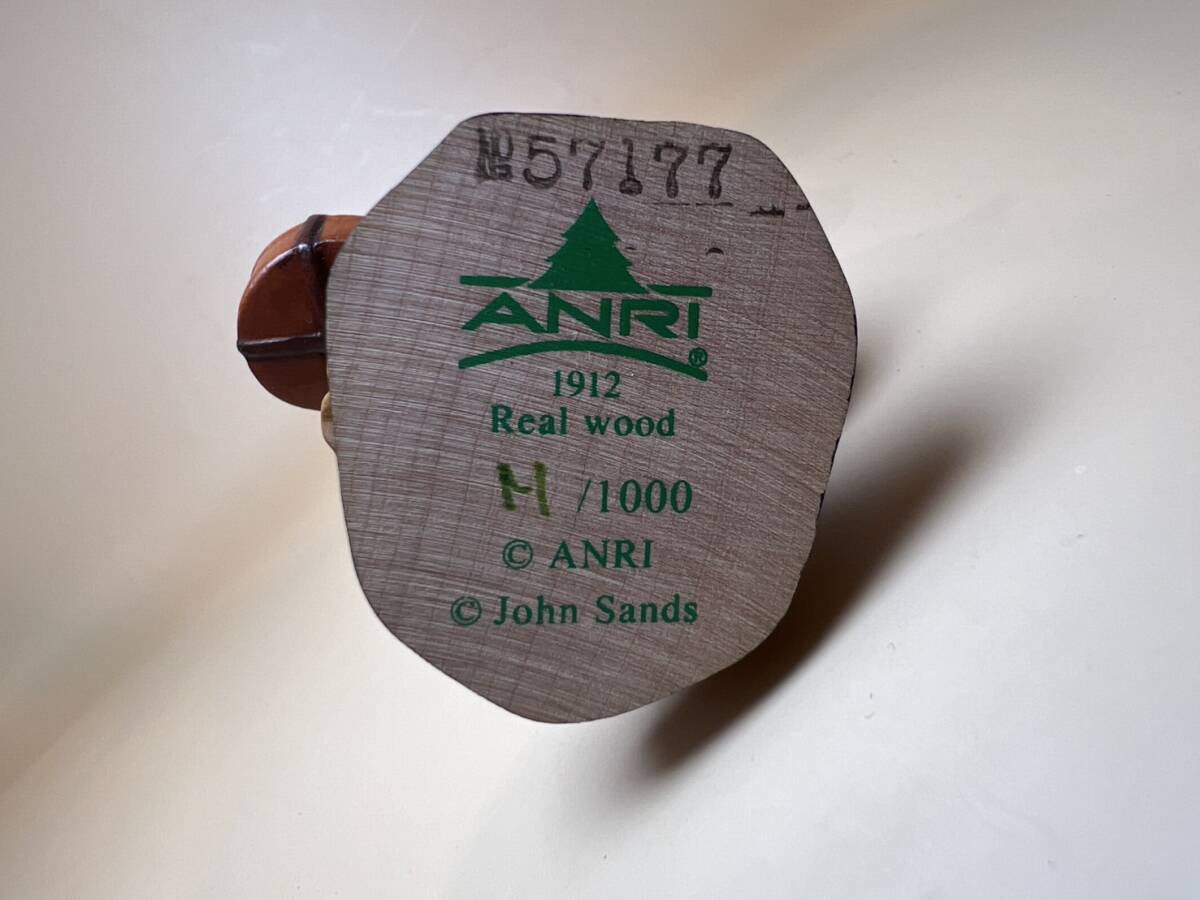 №57177
ANRI®
1912
Real wood
H /1000
© ANRI
© John Sands